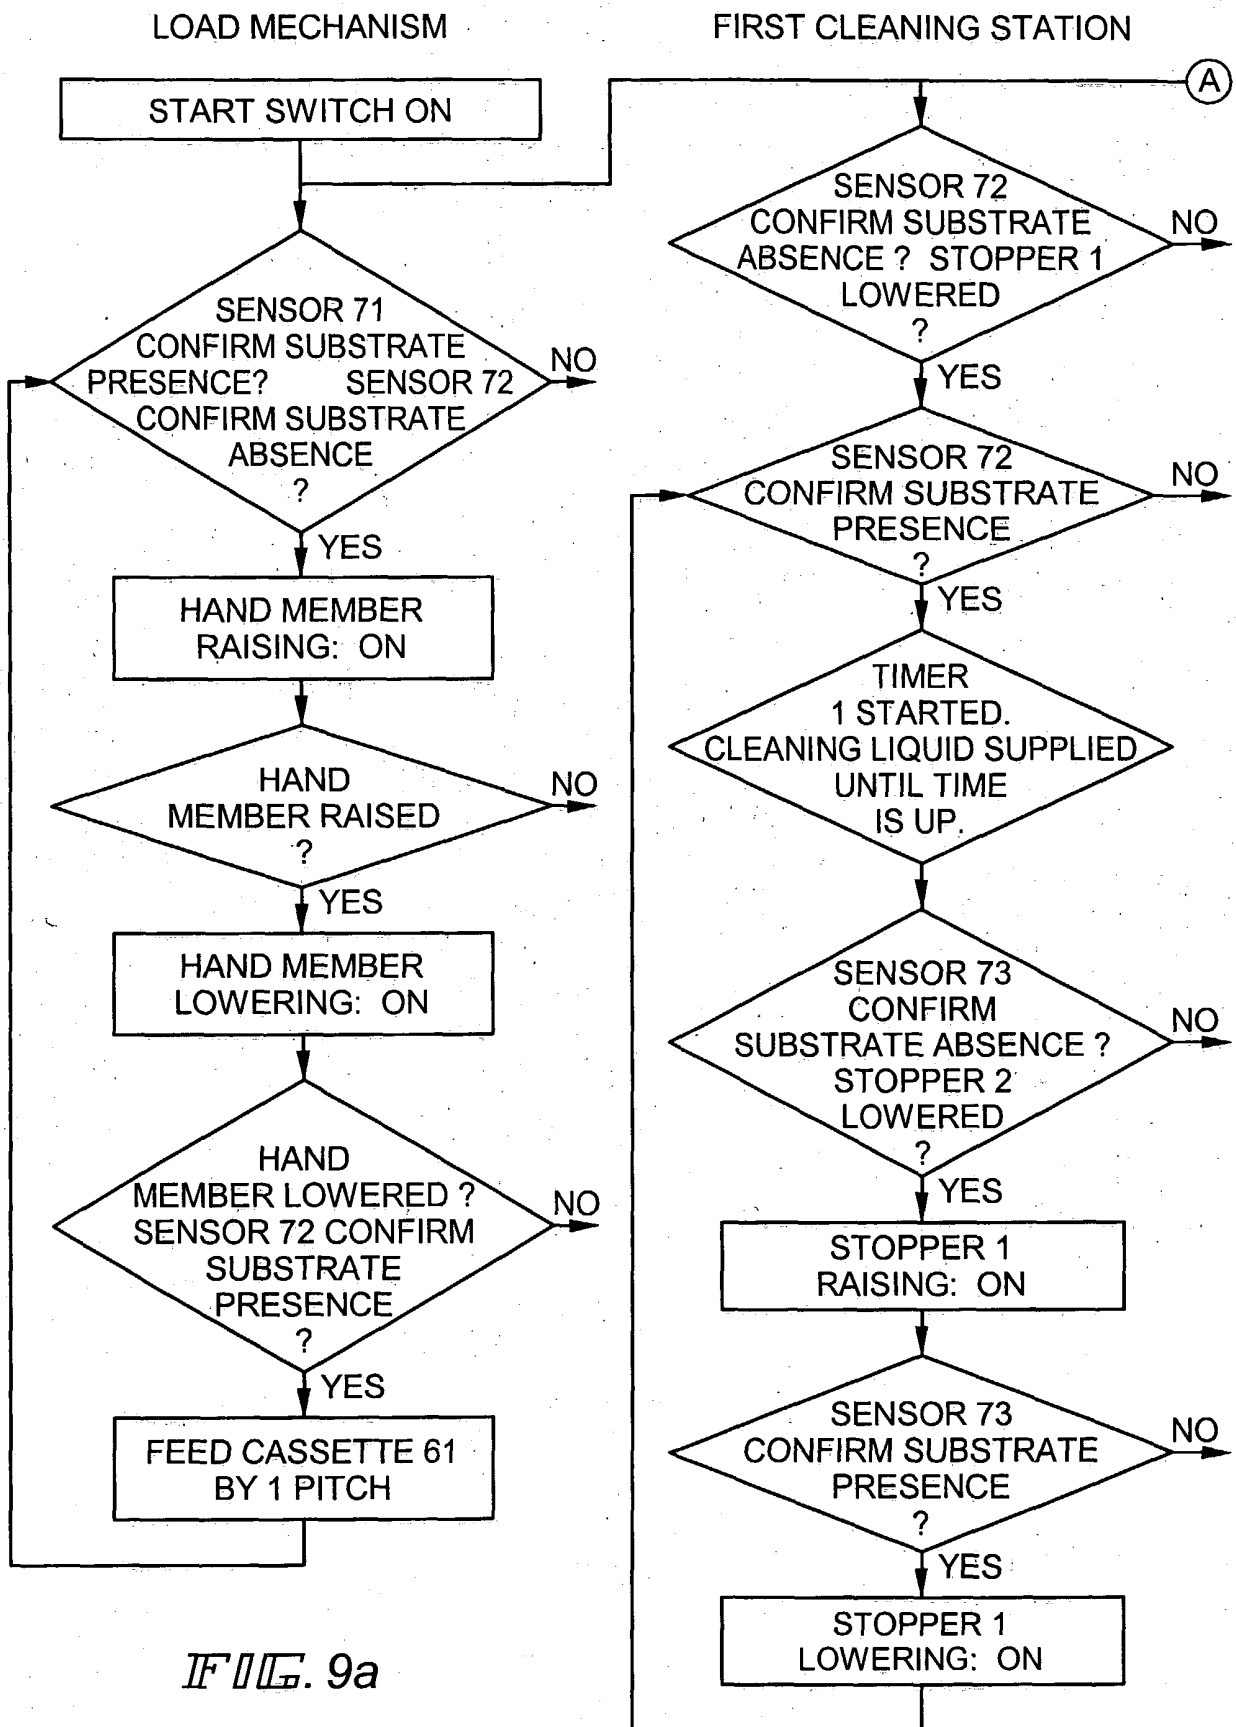 LOAD MECHANISM
START SWITCH ON
SENSOR 71
CONFIRM SUBSTRATE
PRESENCE? SENSOR 72
CONFIRM SUBSTRATE
ABSENCE
?
NO
YES
HAND MEMBER
RAISING: ON
HAND
MEMBER RAISED
?
NO
YES
HAND MEMBER
LOWERING: ON
HAND
MEMBER LOWERED ?
SENSOR 72 CONFIRM
SUBSTRATE
PRESENCE
?
NO
YES
FEED CASSETTE 61
BY 1 PITCH
FIG. 9a
FIRST CLEANING STATION
A
SENSOR 72
CONFIRM SUBSTRATE
ABSENCE ? STOPPER 1
LOWERED
?
NO
YES
SENSOR 72
CONFIRM SUBSTRATE
PRESENCE
?
NO
YES
TIMER
1 STARTED.
CLEANING LIQUID SUPPLIED
UNTIL TIME
IS UP.
SENSOR 73
CONFIRM
SUBSTRATE ABSENCE ?
STOPPER 2
LOWERED
?
NO
YES
STOPPER 1
RAISING: ON
SENSOR 73
CONFIRM SUBSTRATE
PRESENCE
?
NO
YES
STOPPER 1
LOWERING: ON